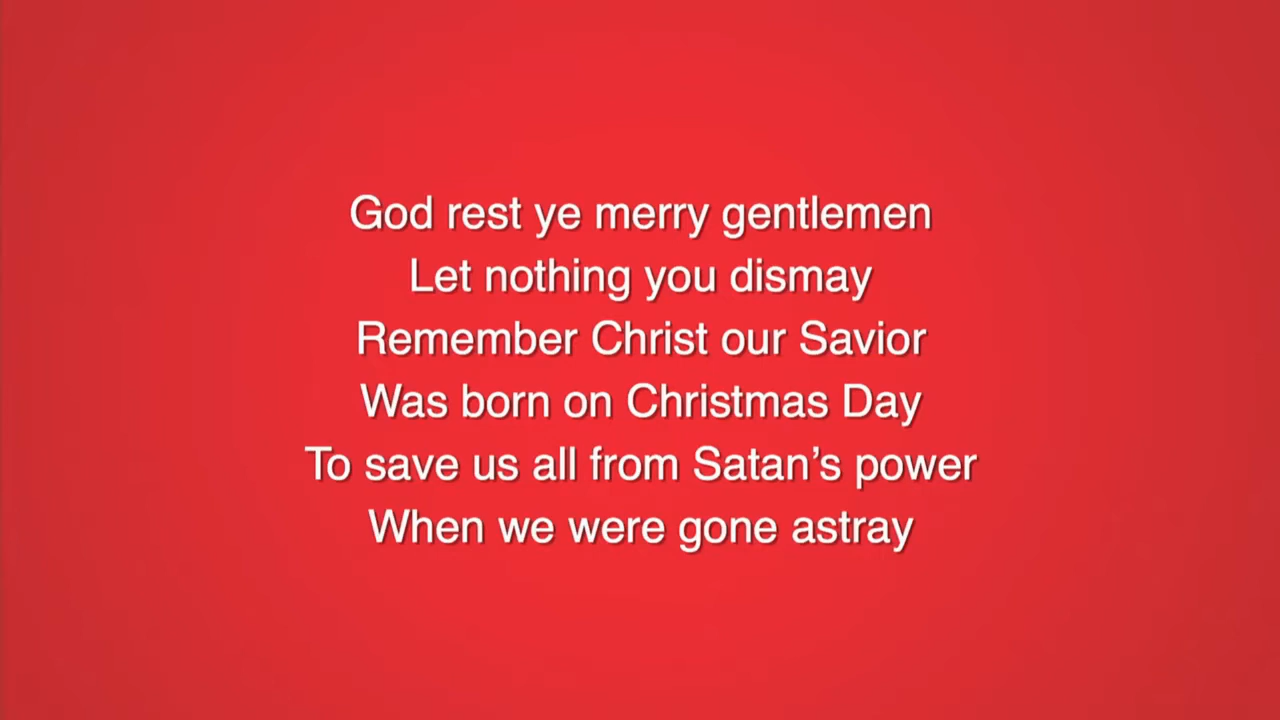 God rest ye merry gentlemen
Let nothing you dismay
Remember Christ our Savior
Was born on Christmas Day
To save us all from Satan’s power
When we were gone astray